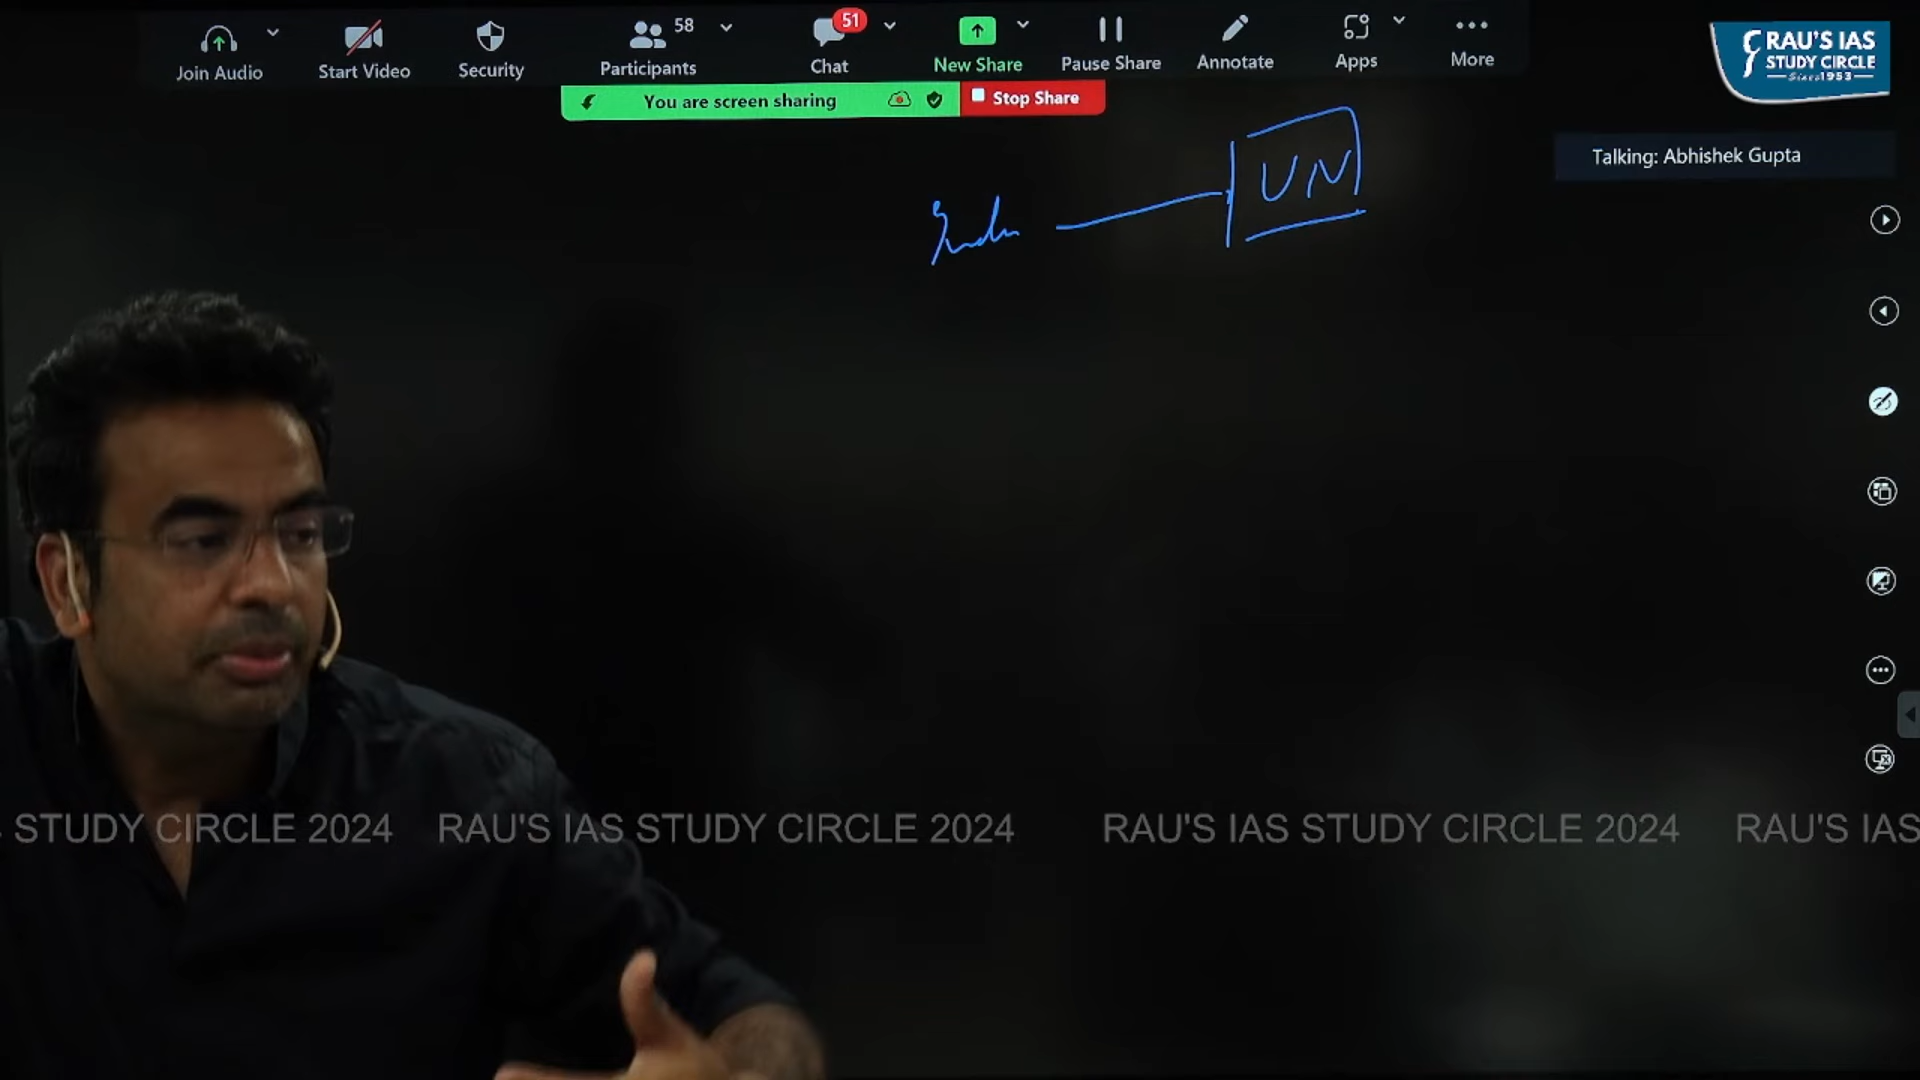 Join Audio
Start Video
Security
58
Participants
51
Chat
New Share
Pause Share
Annotate
Apps
More
RAU'S IAS
STUDY CIRCLE
Since 1953
You are screen sharing
Stop Share
Talking: Abhishek Gupta
India
UN
STUDY CIRCLE 2024 RAU'S IAS STUDY CIRCLE 2024 RAU'S IAS STUDY CIRCLE 2024 RAU'S IAS